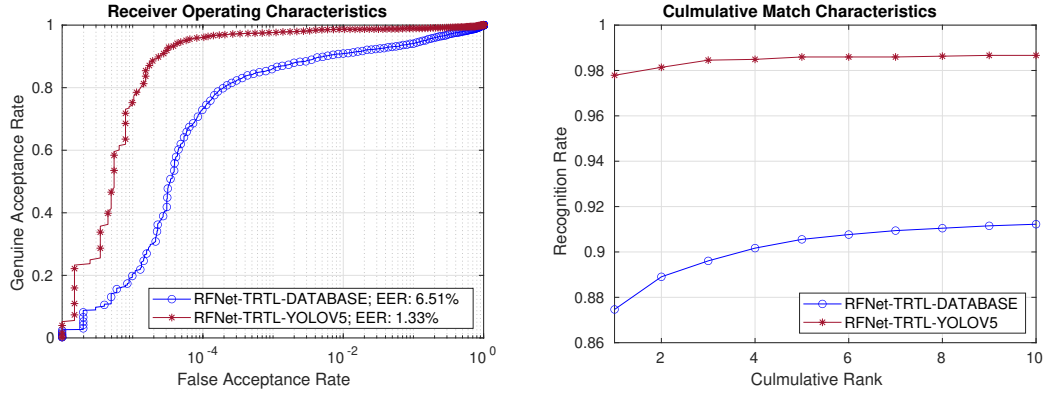 Receiver Operating Characteristics
1
0.8
0.6
0.4
0.2
0
Genuine Acceptance Rate
RFNet-TRTL-DATABASE; EER: 6.51%
RFNet-TRTL-YOLOV5; EER: 1.33%
10^-4
10^-2
10^0
False Acceptance Rate
Culmulative Match Characteristics
1
0.98
0.96
0.94
0.92
0.9
0.88
0.86
Recognition Rate
RFNet-TRTL-DATABASE
RFNet-TRTL-YOLOV5
2
4
6
8
10
Culmulative Rank